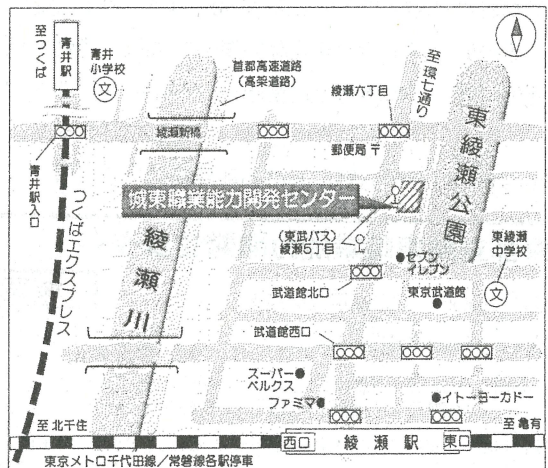 至つくば
青井駅
青井
小学校
文
首都高速道路
(高架道路)
至 環七通り
綾瀬六丁目
綾瀬新橋
郵便局〒
東綾瀬公園
青井駅入口
つくばエクスプレス
城東職業能力開発センター
綾瀬川
(東武バス)
綾瀬5丁目
セブン
イレブン
東綾瀬
中学校
文
武道館北口
東京武道館
武道館西口
スーパー
ベルクス
ファミマ
イトーヨーカドー
至 北千住
至 亀有
西口
綾瀬駅
東口
東京メトロ千代田線/常磐線各駅停車